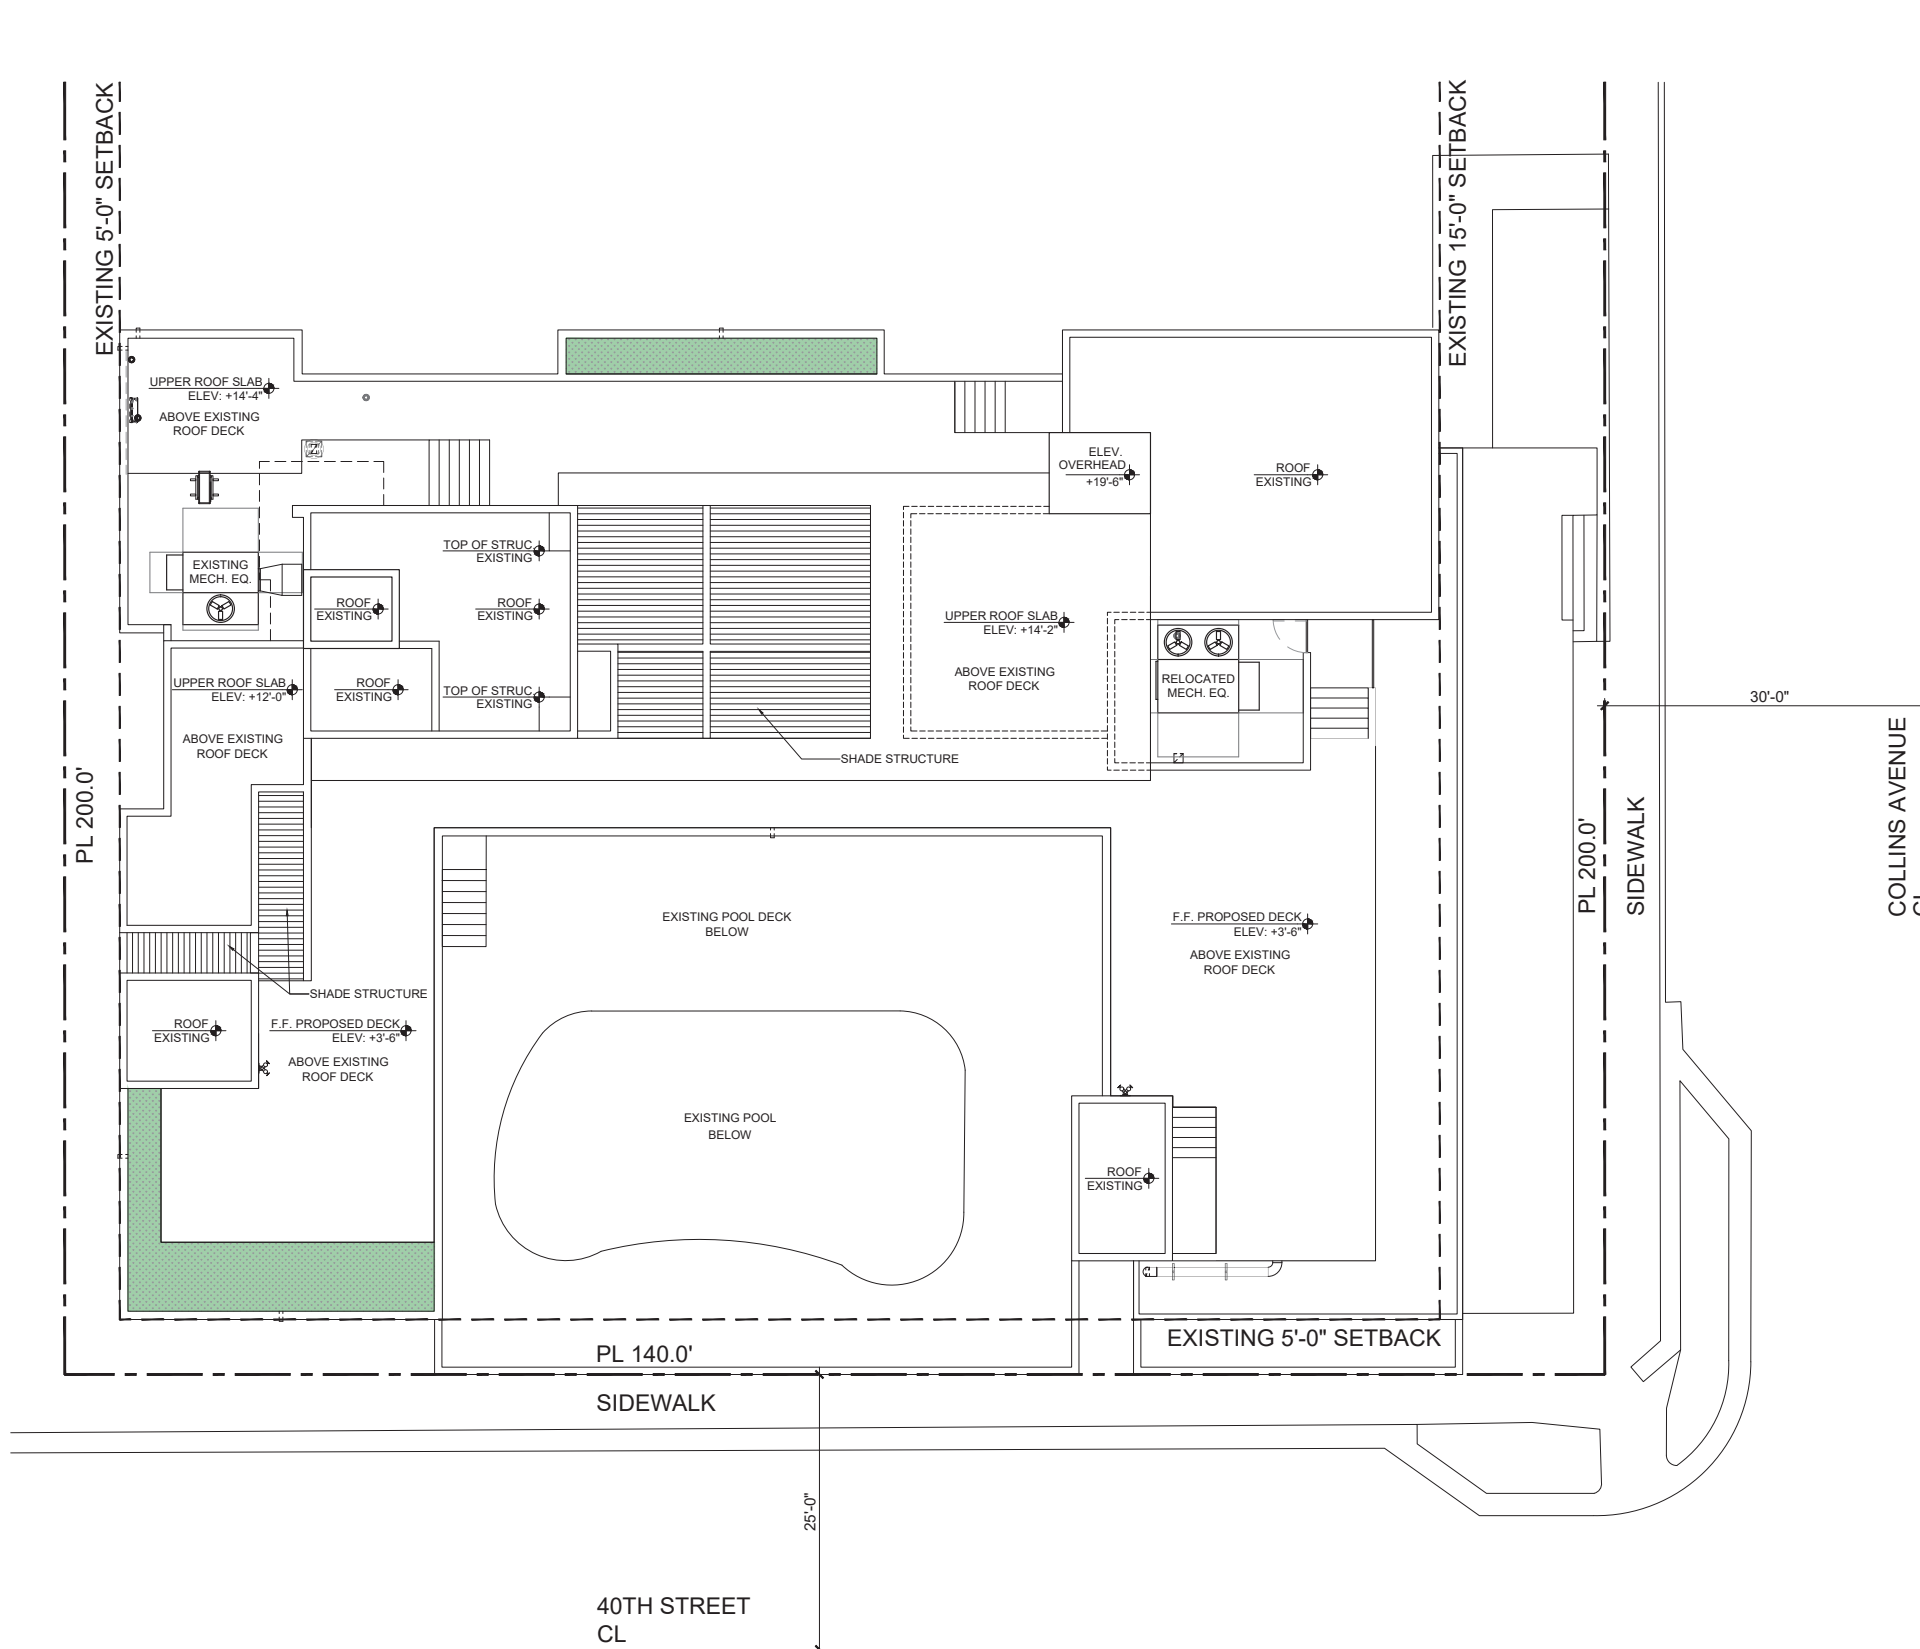 EXISTING 5'-0" SETBACK
EXISTING 15'-0" SETBACK
UPPER ROOF SLAB
ELEV: +14'-4"
ABOVE EXISTING
ROOF DECK
ELEV.
OVERHEAD
+19'-6"
ROOF
EXISTING
EXISTING
MECH. EQ.
TOP OF STRUC
EXISTING
ROOF
EXISTING
ROOF
EXISTING
UPPER ROOF SLAB
ELEV: +14'-2"
ABOVE EXISTING
ROOF DECK
RELOCATED
MECH. EQ.
UPPER ROOF SLAB
ELEV: +12'-0"
ROOF
EXISTING
TOP OF STRUC
EXISTING
ABOVE EXISTING
ROOF DECK
SHADE STRUCTURE
30'-0"
PL 200.0'
PL 200.0'
SIDEWALK
COLLINS AVENUE
EXISTING POOL DECK
BELOW
F.F. PROPOSED DECK
ELEV: +3'-6"
ABOVE EXISTING
ROOF DECK
SHADE STRUCTURE
ROOF
EXISTING
F.F. PROPOSED DECK
ELEV: +3'-6"
ABOVE EXISTING
ROOF DECK
EXISTING POOL
BELOW
ROOF
EXISTING
EXISTING 5'-0" SETBACK
PL 140.0'
SIDEWALK
25'-0"
40TH STREET
CL